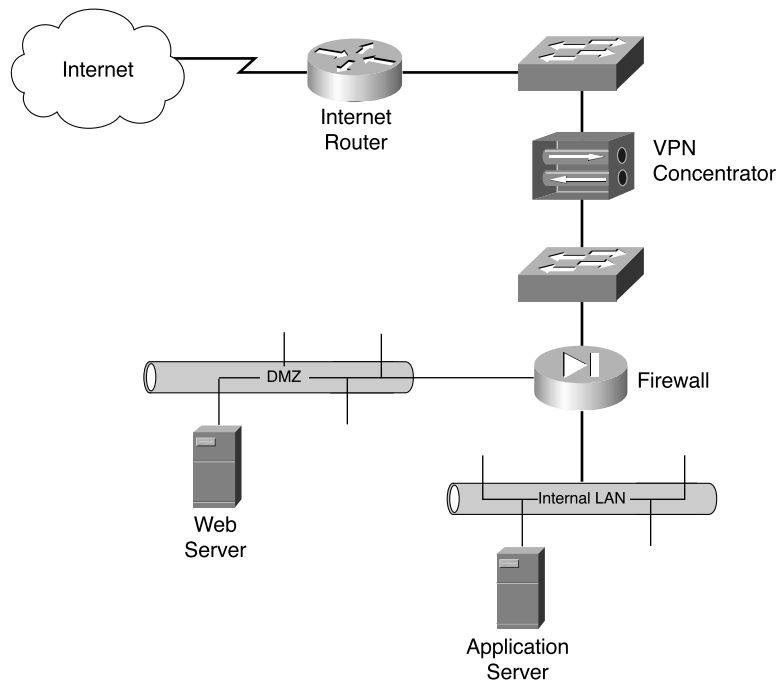 Internet
Internet
Router
VPN
Concentrator
DMZ
Firewall
Internal LAN
Web
Server
Application
Server